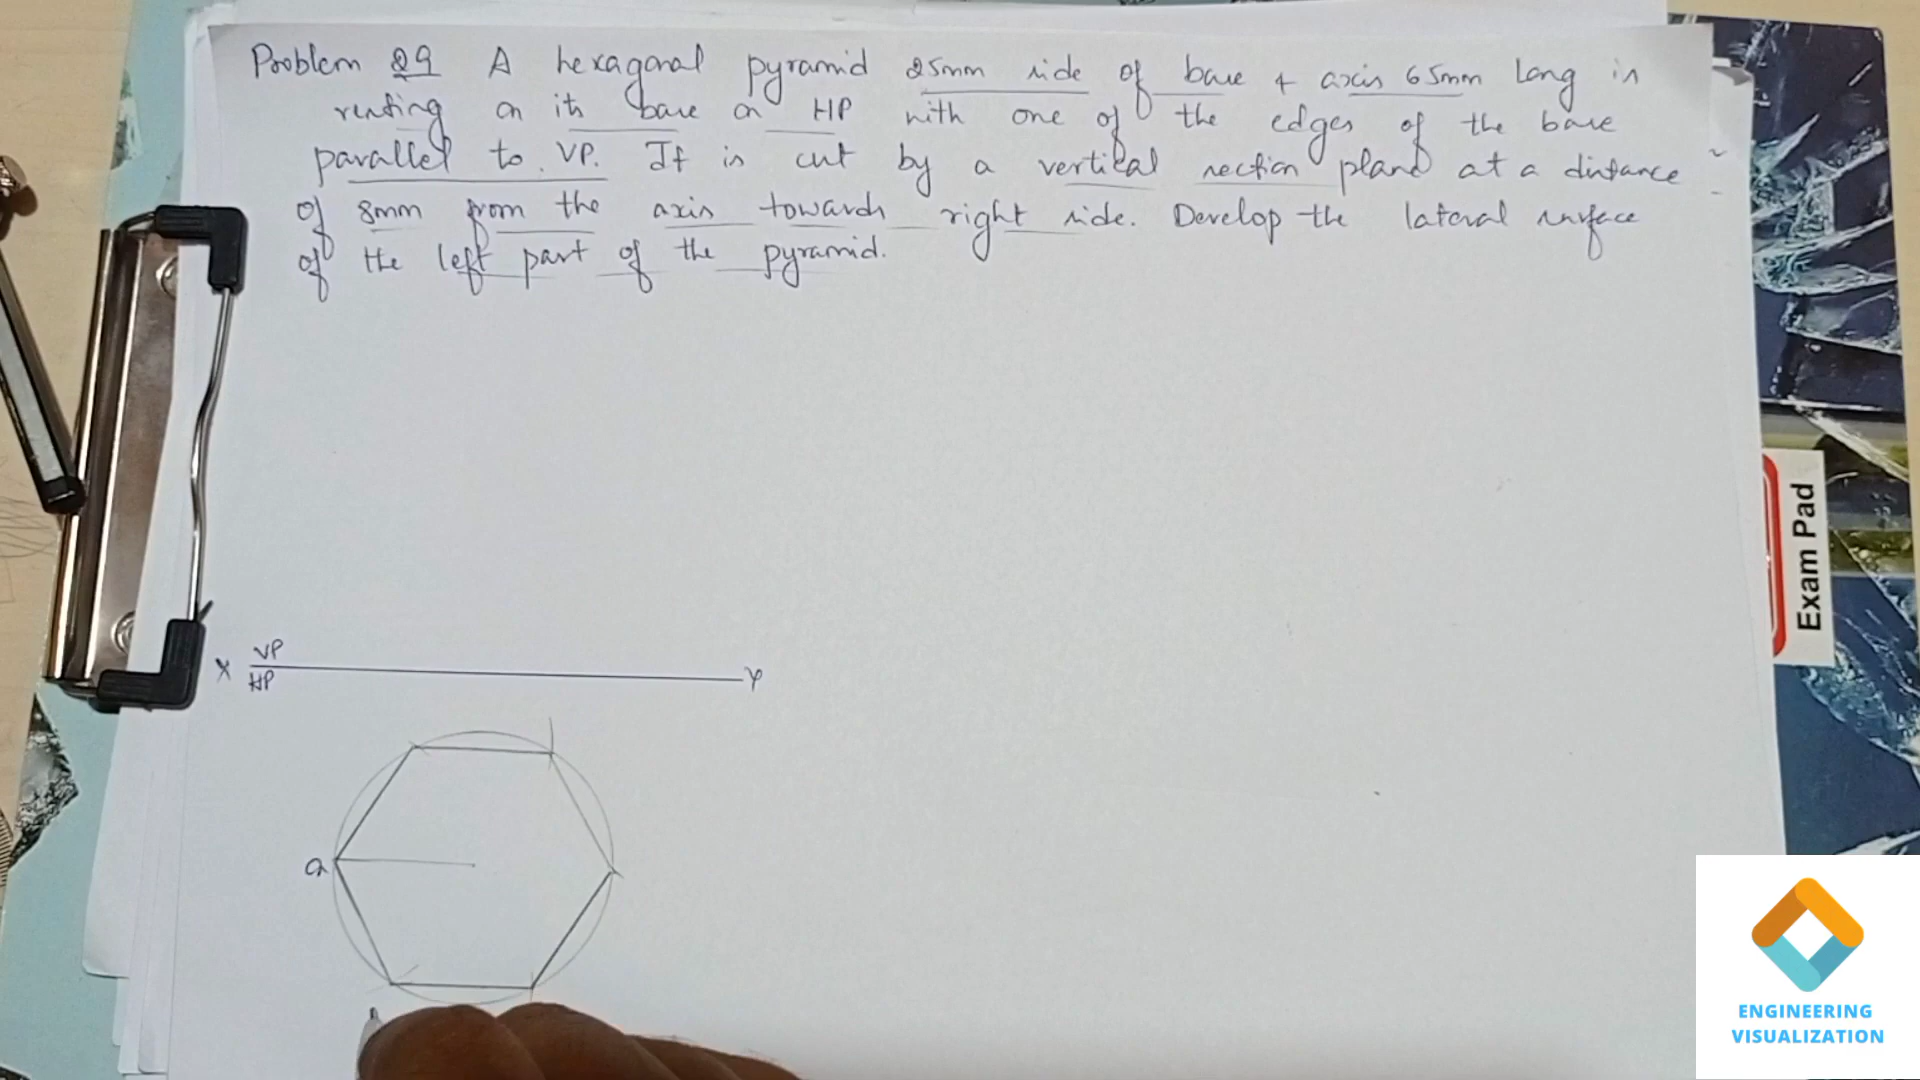 Problem 29 A hexagonal pyramid 25mm side of base & axis 65mm long is
resting on its base on HP with one of the edges of the base
parallel to VP. It is cut by a vertical section plane at a distance
of 8mm from the axis towards right side. Develop the lateral surface
of the left part of the pyramid.
X VP
HP Y
a
Exam Pad
ENGINEERING
VISUALIZATION